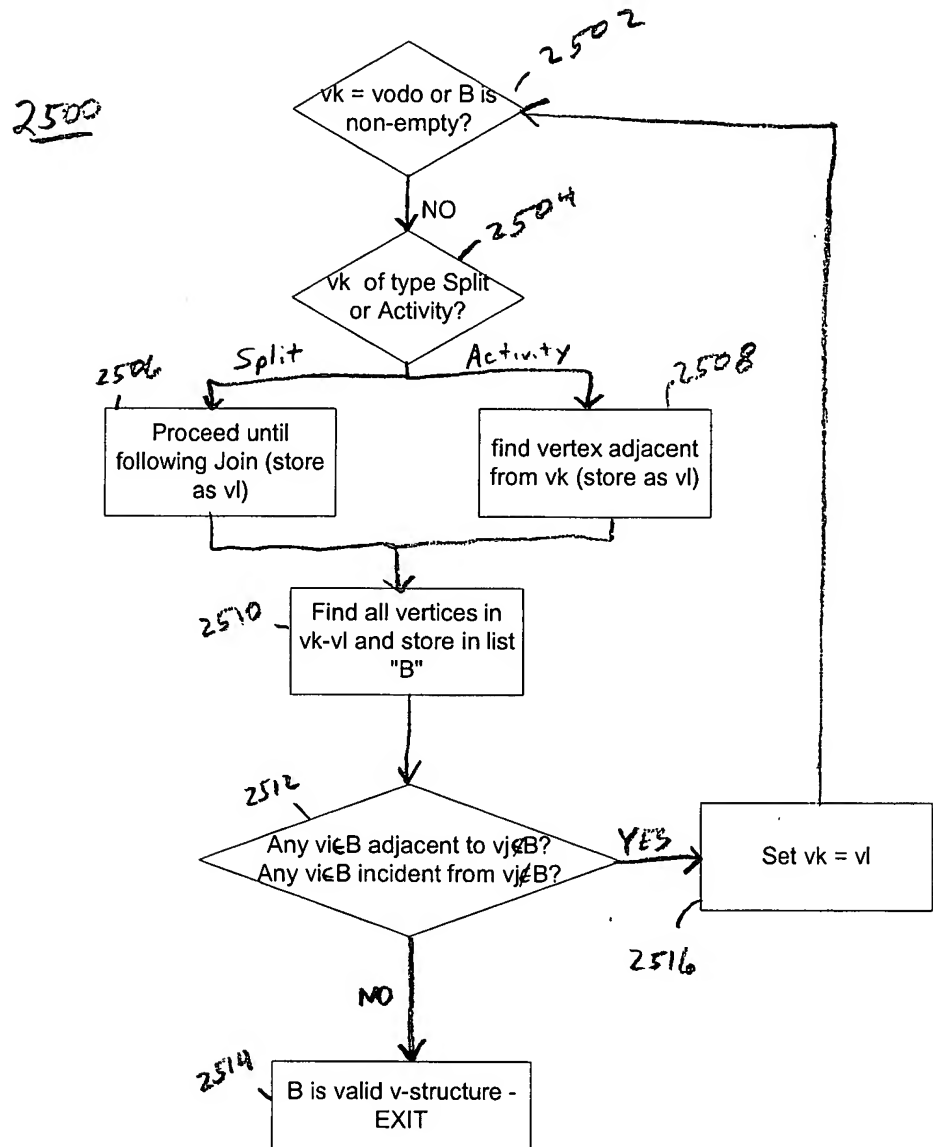 2500
2502
vk = vodo or B is
non-empty?
NO
2504
vk of type Split
or Activity?
Split
Activity
2506
Proceed until
following Join (store
as vl)
2508
find vertex adjacent
from vk (store as vl)
2510
Find all vertices in
vk-vl and store in list
"B"
2512
Any vi∈B adjacent to vj∉B?
Any vi∈B incident from vj∉B?
YES
Set vk = vl
2516
NO
2514
B is valid v-structure -
EXIT